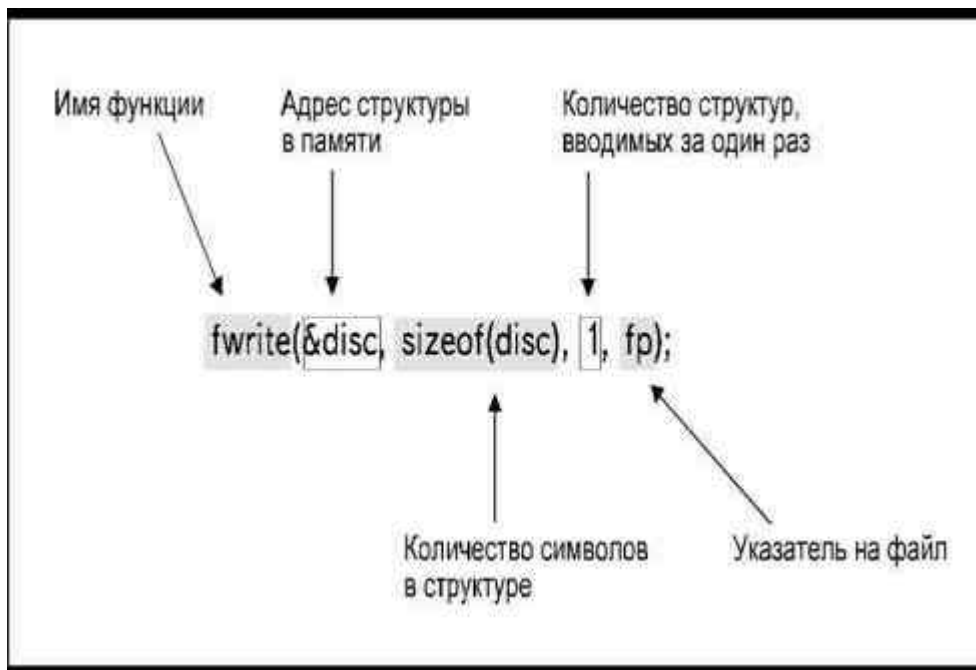 Имя функции
Адрес структуры
в памяти
Количество структур,
вводимых за один раз
fwrite(&disc, sizeof(disc), 1, fp);
Количество символов
в структуре
Указатель на файл